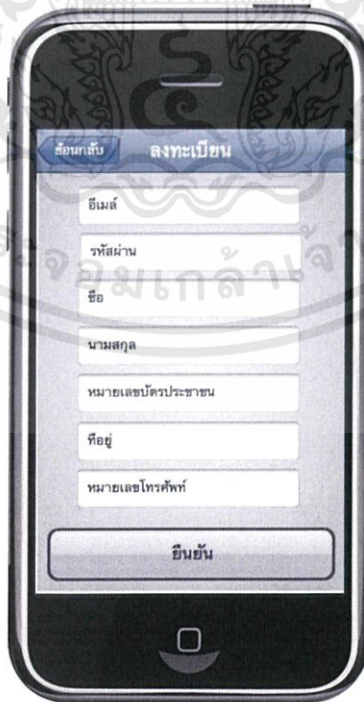 ย้อนกลับ ลงทะเบียน
อีเมล์
รหัสผ่าน
ชื่อ
นามสกุล
หมายเลขบัตรประชาชน
ที่อยู่
หมายเลขโทรศัพท์
ยืนยัน